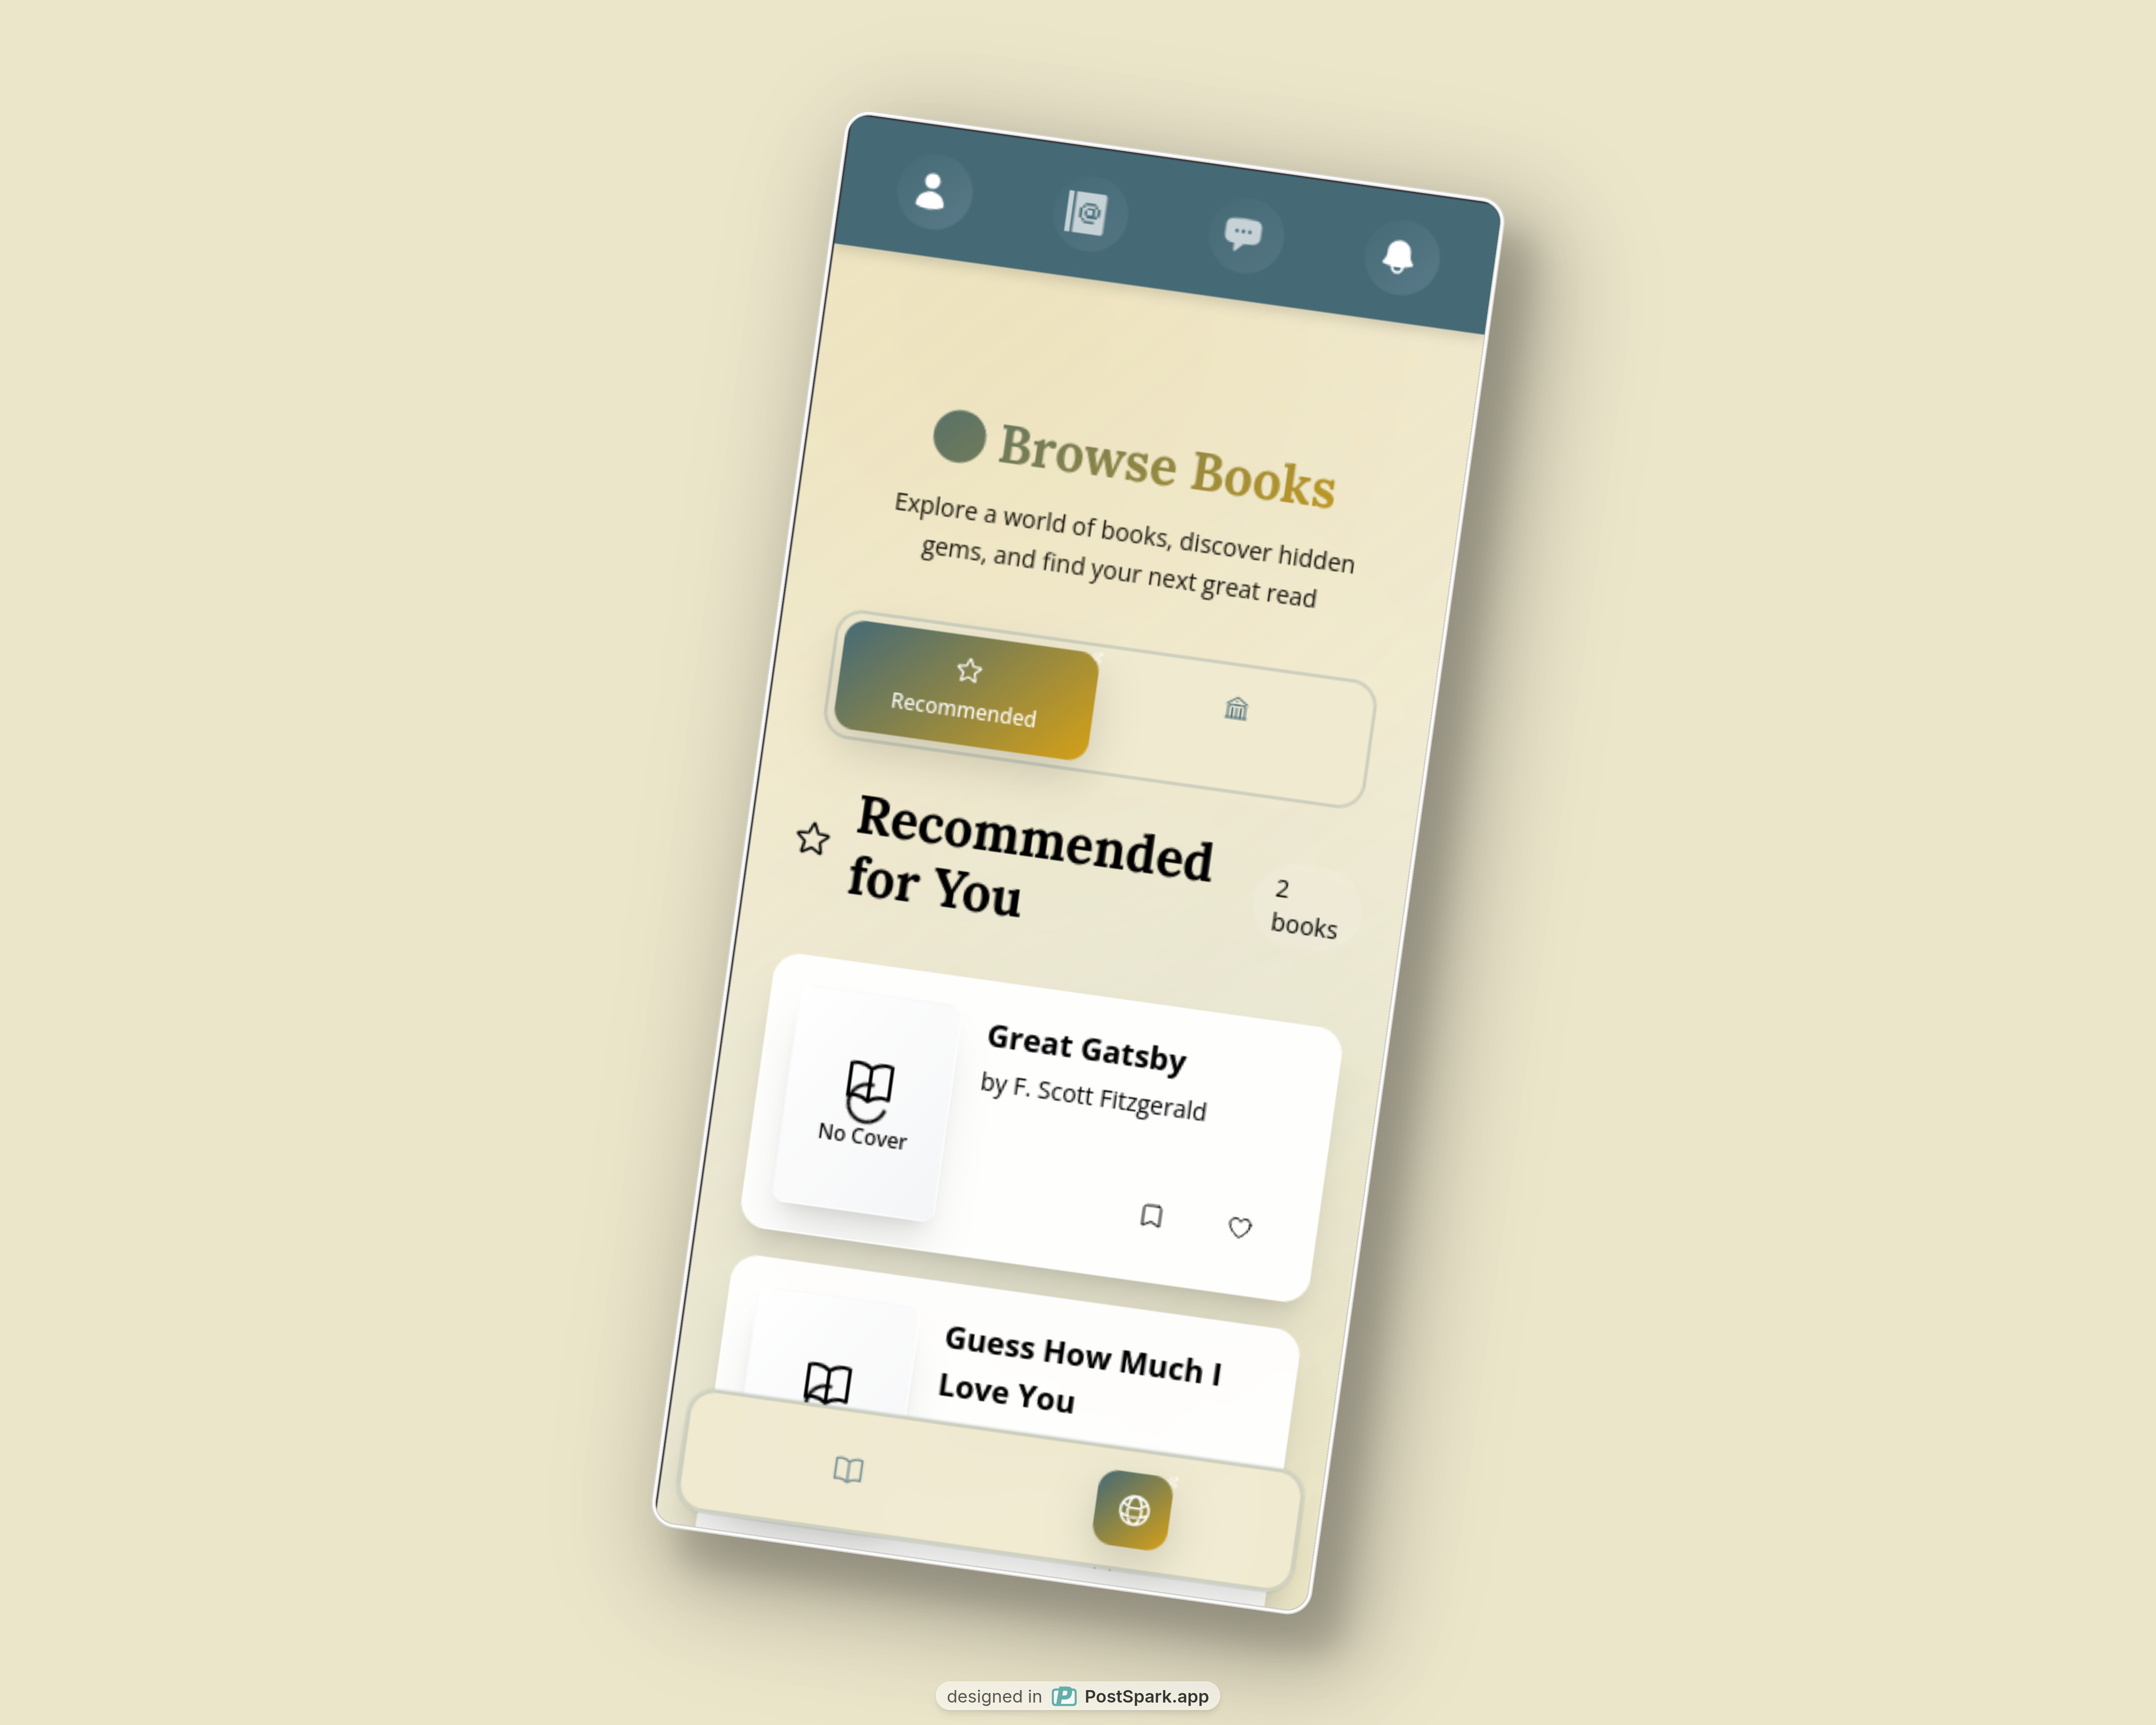 Browse Books
Explore a world of books, discover hidden
gems, and find your next great read
Recommended
Recommended
for You
2
books
Great Gatsby
by F. Scott Fitzgerald
No Cover
Guess How Much I
Love You
designed in PostSpark.app